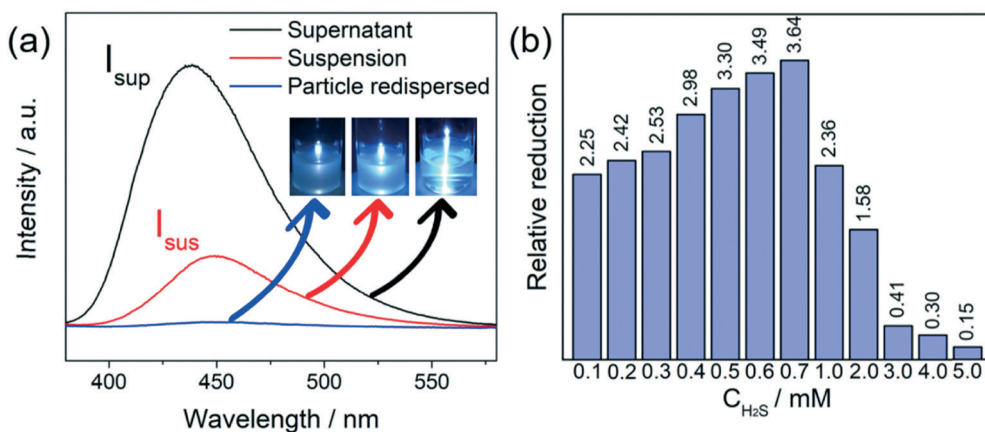 (a)
I sup
Supernatant
Suspension
Particle redispersed
I sus
Intensity / a.u.
400 450 500 550
Wavelength / nm
(b)
Relative reduction
2.25 2.42 2.53 2.98 3.30 3.49 3.64 2.36 1.58 0.41 0.30 0.15
0.1 0.2 0.3 0.4 0.5 0.6 0.7 1.0 2.0 3.0 4.0 5.0
C H₂S / mM